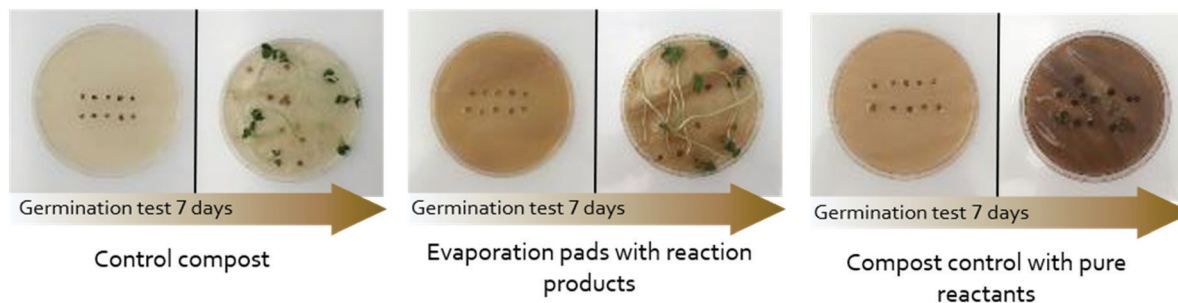 Germination test 7 days
Control compost
Germination test 7 days
Evaporation pads with reaction
products
Germination test 7 days
Compost control with pure
reactants